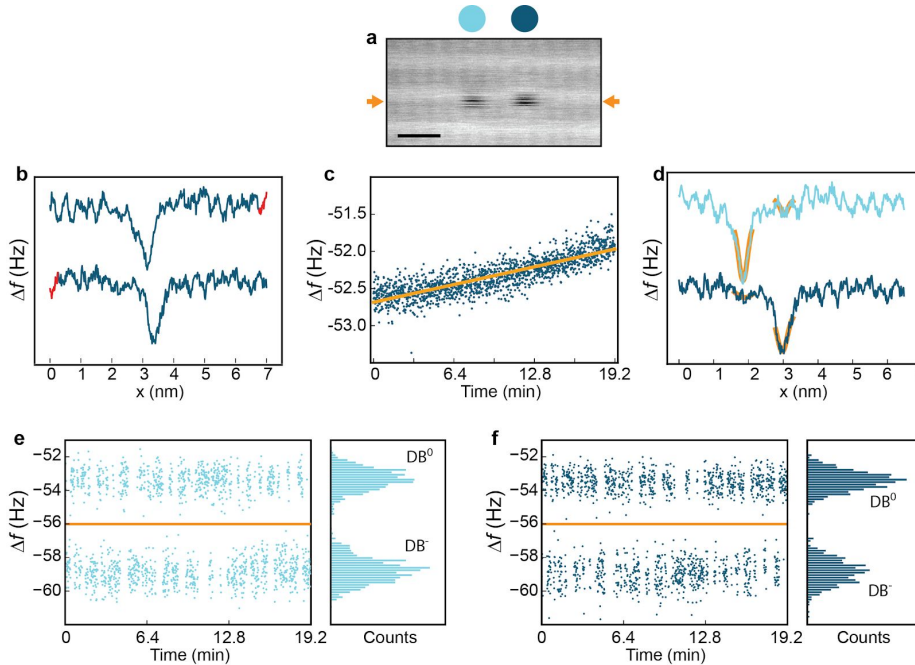 a
b
Δf (Hz)
0 1 2 3 4 5 6 7
x (nm)
c
Δf (Hz)
−51.5
−52.0
−52.5
−53.0
0 6.4 12.8 19.2
Time (min)
d
Δf (Hz)
0 1 2 3 4 5 6
x (nm)
e
Δf (Hz)
−52
−54
−56
−58
−60
0 6.4 12.8 19.2
Time (min)
DB⁰
DB⁻
Counts
f
Δf (Hz)
−52
−54
−56
−58
−60
0 6.4 12.8 19.2
Time (min)
DB⁰
DB⁻
Counts